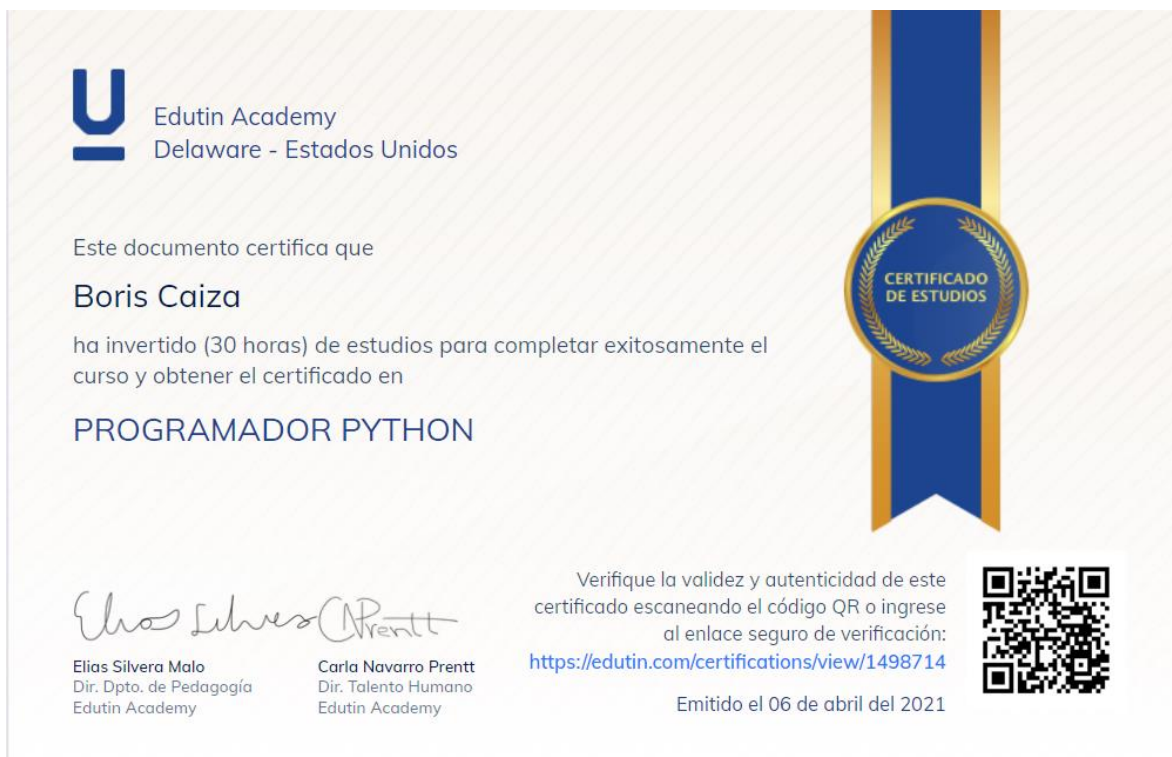 Edutin Academy
Delaware - Estados Unidos
Este documento certifica que
Boris Caiza
ha invertido (30 horas) de estudios para completar exitosamente el
curso y obtener el certificado en
PROGRAMADOR PYTHON
CERTIFICADO
DE ESTUDIOS
Elias Silvera Malo
Dir. Dpto. de Pedagogía
Edutin Academy
Carla Navarro Prentt
Dir. Talento Humano
Edutin Academy
Verifique la validez y autenticidad de este
certificado escaneando el código QR o ingrese
al enlace seguro de verificación:
https://edutin.com/certifications/view/1498714
Emitido el 06 de abril del 2021